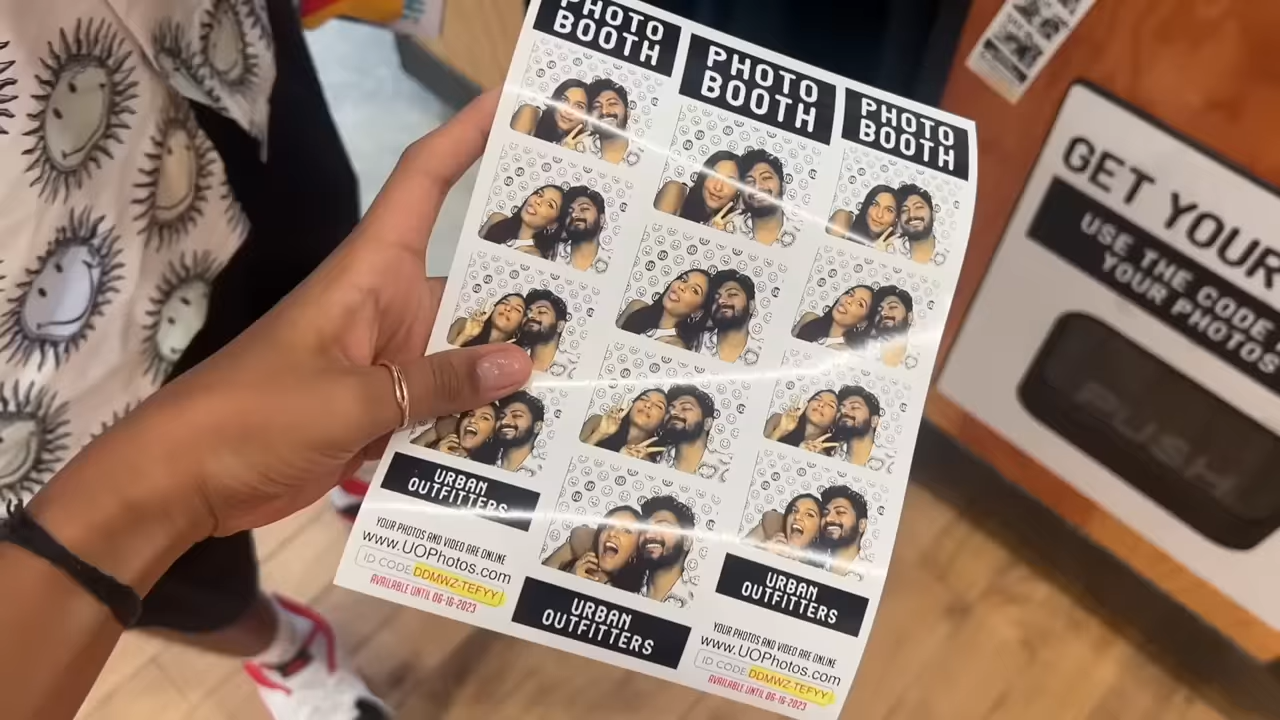 PHOTO
BOOTH
PHOTO
BOOTH
PHOTO
BOOTH
URBAN
OUTFITTERS
YOUR PHOTOS AND VIDEO ARE ONLINE
www.UOPhotos.com
ID CODE DDMWZ-TEFYY
AVAILABLE UNTIL 06-16-2023
URBAN
OUTFITTERS
URBAN
OUTFITTERS
YOUR PHOTOS AND VIDEO ARE ONLINE
www.UOPhotos.com
ID CODE DDMWZ-TEFYY
AVAILABLE UNTIL 06-16-2023
GET YOUR
USE THE CODE
YOUR PHOTOS
PUSH